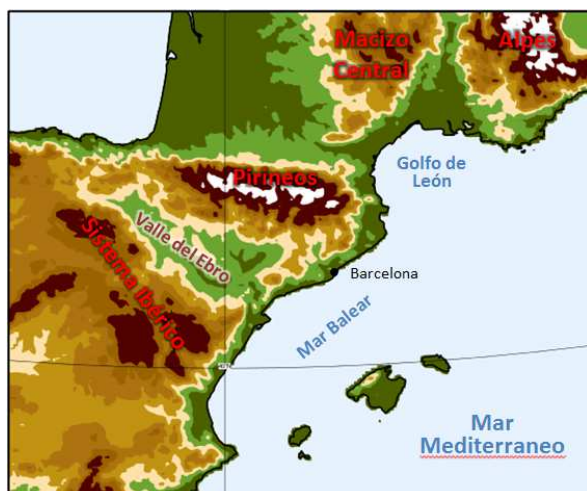 Macizo
Central
Alpes
Pirineos
Golfo de
León
Valle del Ebro
Sistema Ibérico
Barcelona
Mar Balear
Mar
Mediterraneo